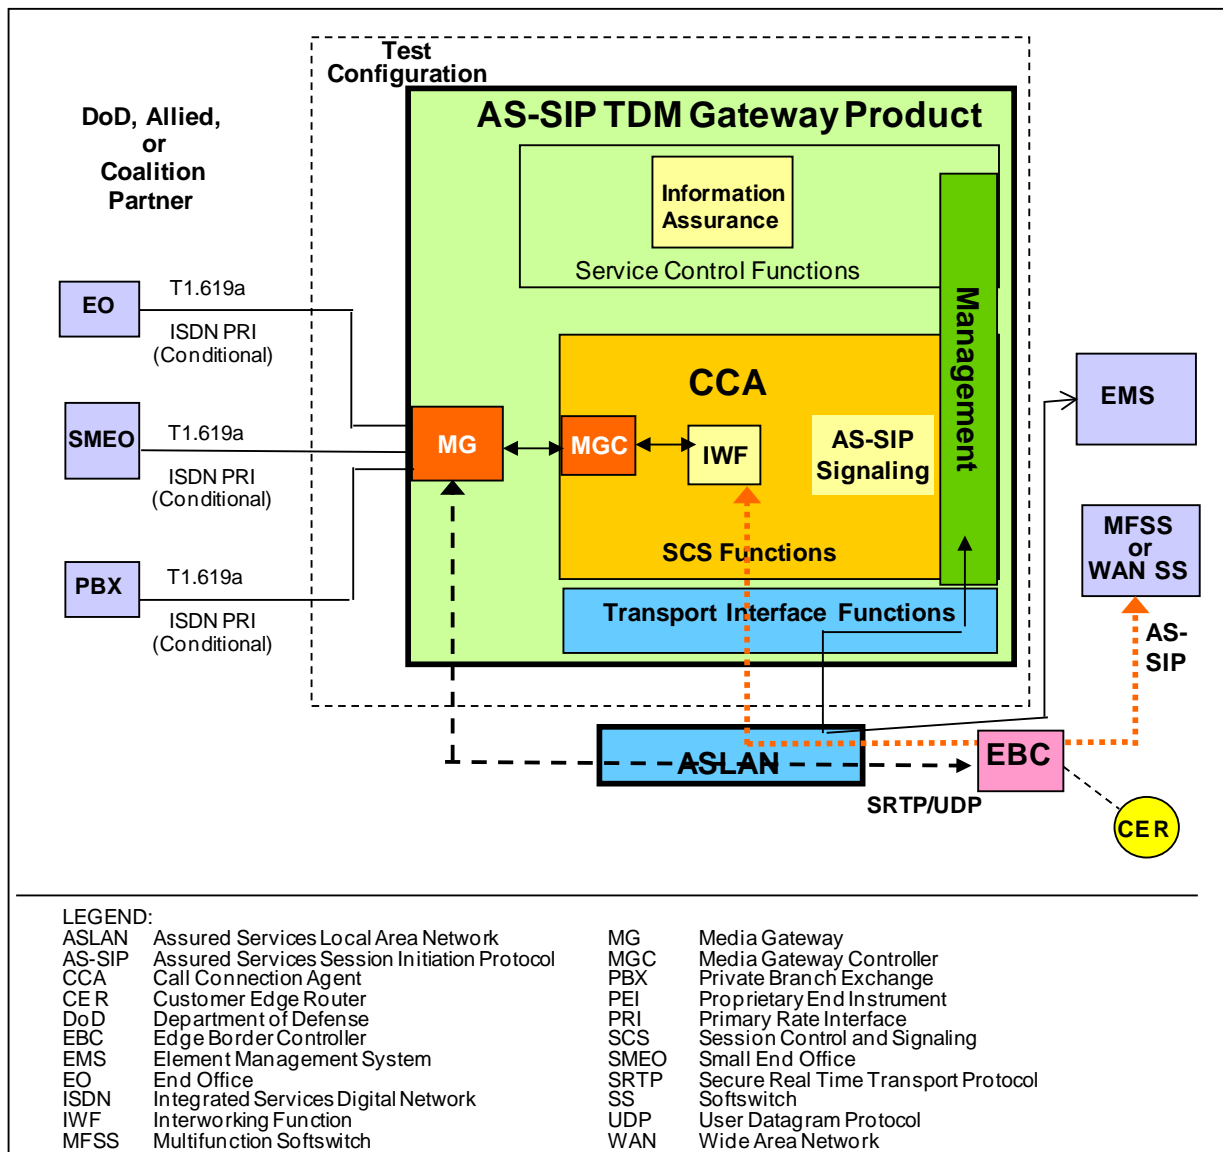 Test
Configuration
DoD, Allied,
or
Coalition
Partner
AS-SIP TDM Gateway Product
Information
Assurance
Service Control Functions
Management
EO
T1.619a
ISDN PRI
(Conditional)
SMEO
T1.619a
ISDN PRI
(Conditional)
PBX
T1.619a
ISDN PRI
(Conditional)
MG
MGC
CCA
IWF
AS-SIP
Signaling
SCS Functions
Transport Interface Functions
EMS
MFSS
or
WAN SS
AS-
SIP
ASLAN
EBC
SRTP/UDP
CER
LEGEND:
ASLAN Assured Services Local Area Network
AS-SIP Assured Services Session Initiation Protocol
CCA Call Connection Agent
CER Customer Edge Router
DoD Department of Defense
EBC Edge Border Controller
EMS Element Management System
EO End Office
ISDN Integrated Services Digital Network
IWF Interworking Function
MFSS Multifunction Softswitch
MG Media Gateway
MGC Media Gateway Controller
PBX Private Branch Exchange
PEI Proprietary End Instrument
PRI Primary Rate Interface
SCS Session Control and Signaling
SMEO Small End Office
SRTP Secure Real Time Transport Protocol
SS Softswitch
UDP User Datagram Protocol
WAN Wide Area Network